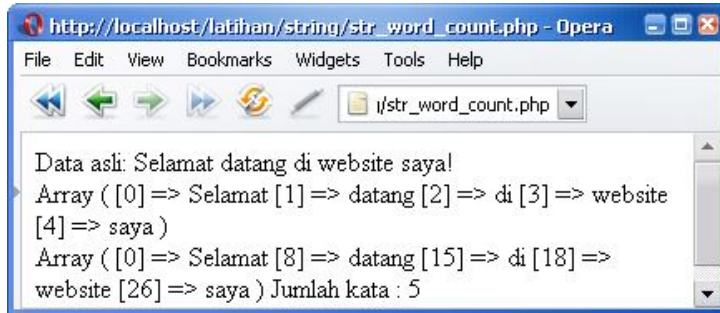 http://localhost/latihan/string/str_word_count.php - Opera
File Edit View Bookmarks Widgets Tools Help
/str_word_count.php
Data asli: Selamat datang di website saya!
Array ( [0] => Selamat [1] => datang [2] => di [3] => website
[4] => saya )
Array ( [0] => Selamat [8] => datang [15] => di [18] =>
website [26] => saya ) Jumlah kata : 5